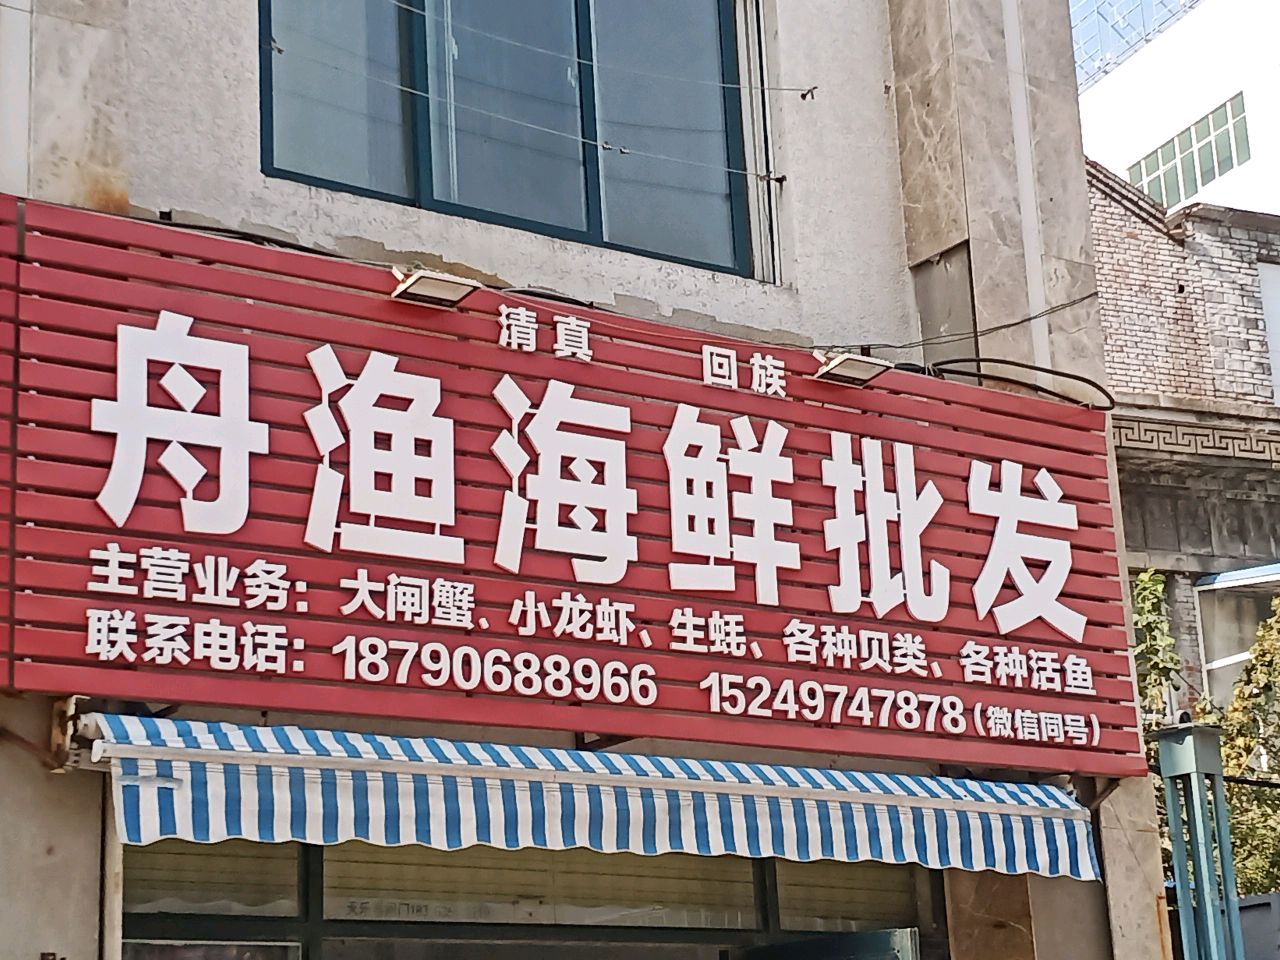 清真 回族
舟渔海鲜批发
主营业务：大闸蟹、小龙虾、生蚝、各种贝类、各种活鱼
联系电话：18790688966 15249747878（微信同号）